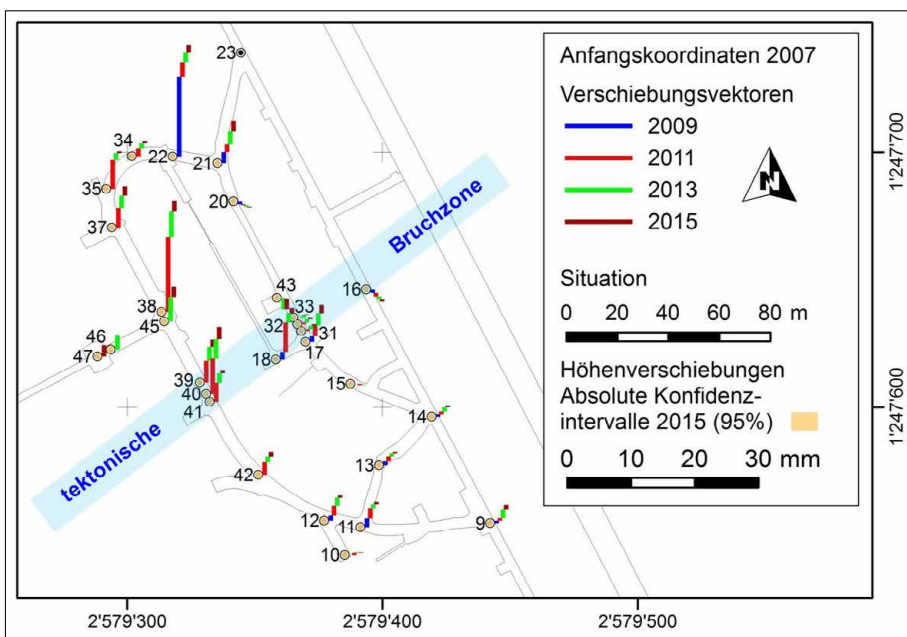 23
34
22
21
35
20
37
Bruchzone
43
16
38
33
45
32
31
46
17
47
18
39
15
40
41
14
13
42
12
11
9
10
tektonische
Anfangskoordinaten 2007
Verschiebungsvektoren
2009
2011
2013
2015
N
Situation
0 20 40 60 80 m
Höhenverschiebungen
Absolute Konfidenz-
intervalle 2015 (95%)
0 10 20 30 mm
1'247'700
1'247'600
2'579'300 2'579'400 2'579'500